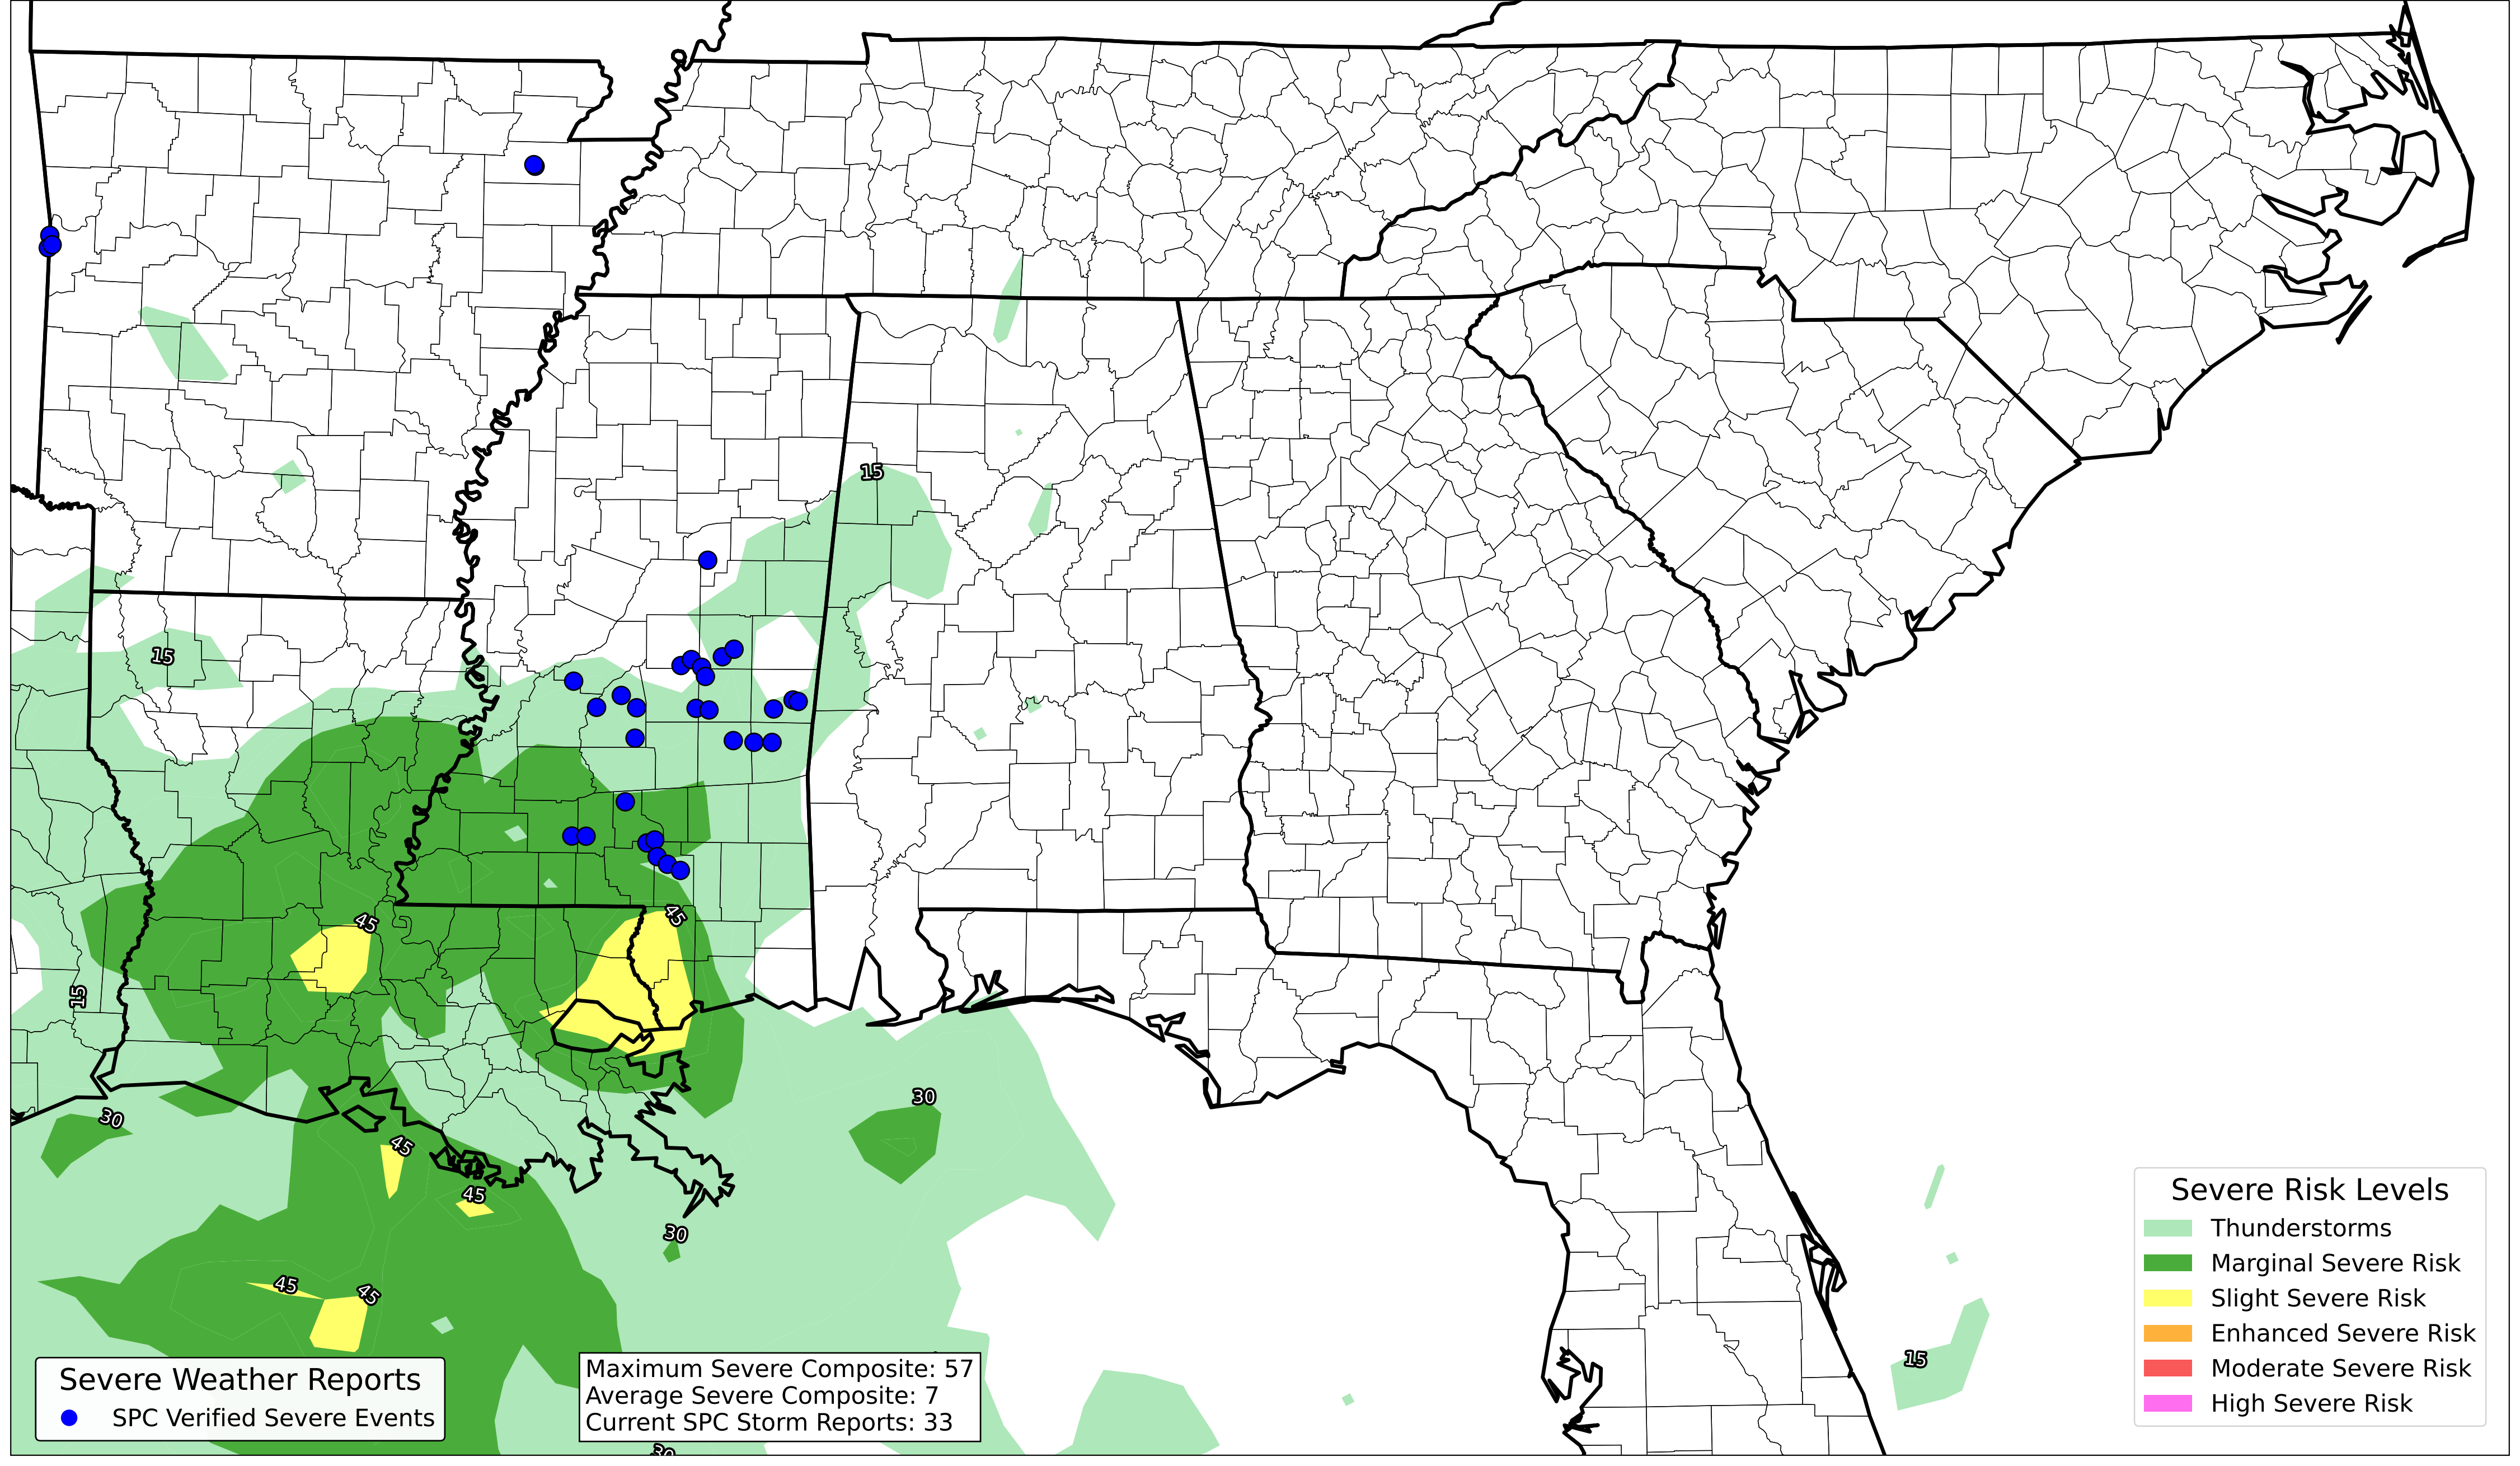 15
15
45
45
15
30
30
45
45
30
45
45
15
30
Severe Risk Levels
Thunderstorms
Marginal Severe Risk
Slight Severe Risk
Enhanced Severe Risk
Moderate Severe Risk
High Severe Risk
Severe Weather Reports
SPC Verified Severe Events
Maximum Severe Composite: 57
Average Severe Composite: 7
Current SPC Storm Reports: 33